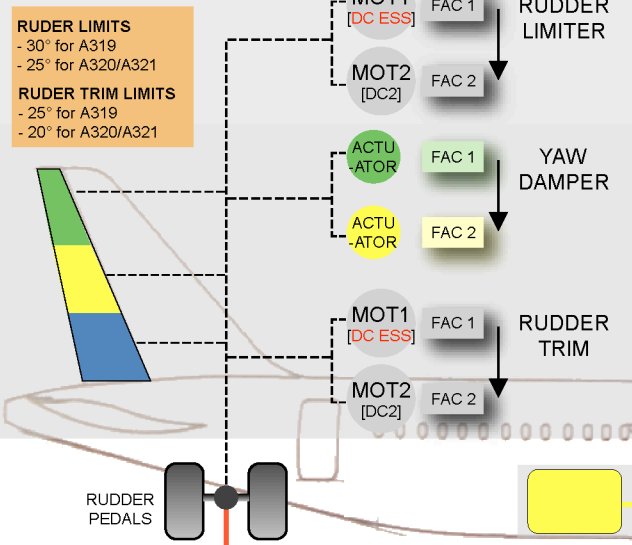 RUDER LIMITS
- 30° for A319
- 25° for A320/A321
RUDER TRIM LIMITS
- 25° for A319
- 20° for A320/A321
MOT1
[DC ESS]
FAC 1
RUDDER
LIMITER
MOT2
[DC2]
FAC 2
ACTU
-ATOR
FAC 1
YAW
DAMPER
ACTU
-ATOR
FAC 2
MOT1
[DC ESS]
FAC 1
RUDDER
TRIM
MOT2
[DC2]
FAC 2
RUDDER
PEDALS